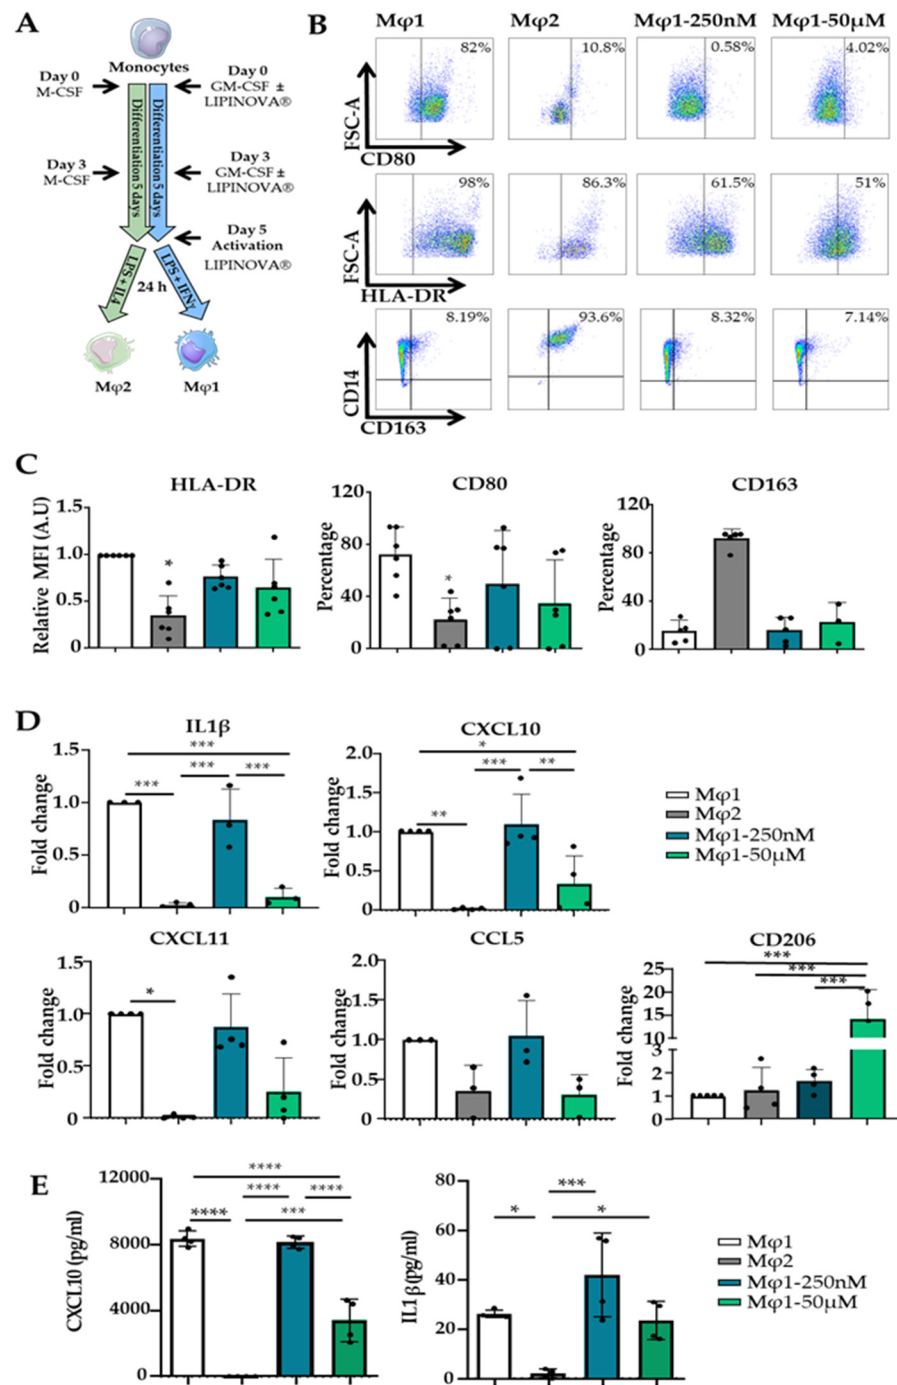 A
Monocytes
Day 0
M-CSF
Day 0
GM-CSF ±
LIPINOVA®
Differentiation 5 days
Differentiation 5 days
Day 3
M-CSF
Day 3
GM-CSF ±
LIPINOVA®
Day 5
Activation
LIPINOVA®
LPS + IL4
24 h
LPS + IFNγ
Mφ2
Mφ1
B
Mφ1
Mφ2
Mφ1-250nM
Mφ1-50µM
82%
10.8%
0.58%
4.02%
FSC-A
CD80
98%
86.3%
61.5%
51%
FSC-A
HLA-DR
8.19%
93.6%
8.32%
7.14%
CD14
CD163
C
HLA-DR
Relative MFI (A.U)
1.5
1.0
0.5
0
*
CD80
Percentage
120
80
40
0
*
CD163
Percentage
120
80
40
0
D
IL1β
Fold change
1.5
1.0
0.5
0
***
***
***
***
CXCL10
Fold change
2.0
1.5
1.0
0.5
0
*
***
**
**
Mφ1
Mφ2
Mφ1-250nM
Mφ1-50µM
CXCL11
Fold change
1.5
1.0
0.5
0
*
CCL5
Fold change
2.0
1.5
1.0
0.5
0
CD206
Fold change
25
20
15
10
3
2
1
0
***
***
***
E
CXCL10 (pg/ml)
12000
8000
4000
0
****
****
****
****
***
IL1β(pg/ml)
80
60
40
20
0
***
*
*
Mφ1
Mφ2
Mφ1-250nM
Mφ1-50µM